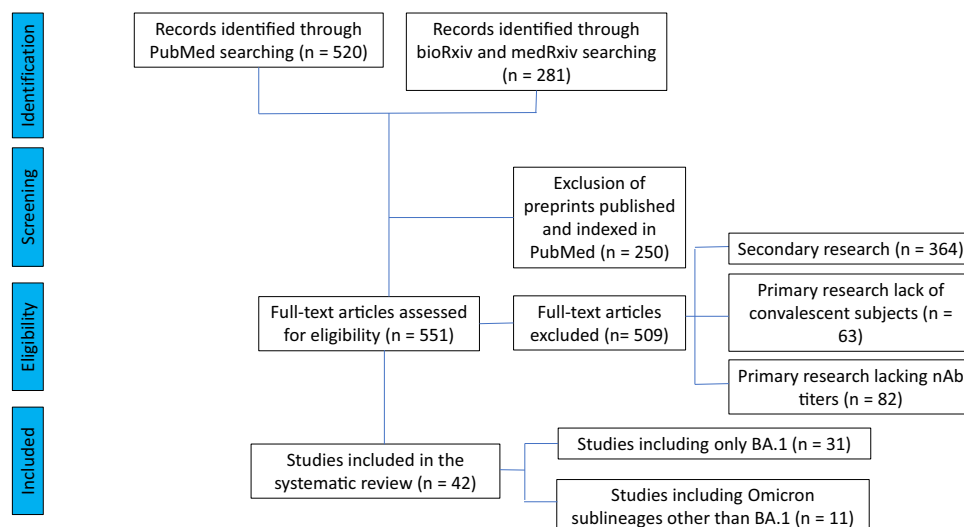 Identification
Records identified through
PubMed searching (n = 520)
Records identified through
bioRxiv and medRxiv searching
(n = 281)
Screening
Exclusion of
preprints published
and indexed in
PubMed (n = 250)
Eligibility
Full-text articles assessed
for eligibility (n = 551)
Full-text articles
excluded (n= 509)
Secondary research (n = 364)
Primary research lack of
convalescent subjects (n =
63)
Primary research lacking nAb
titers (n = 82)
Included
Studies included in the
systematic review (n = 42)
Studies including only BA.1 (n = 31)
Studies including Omicron
sublineages other than BA.1 (n = 11)